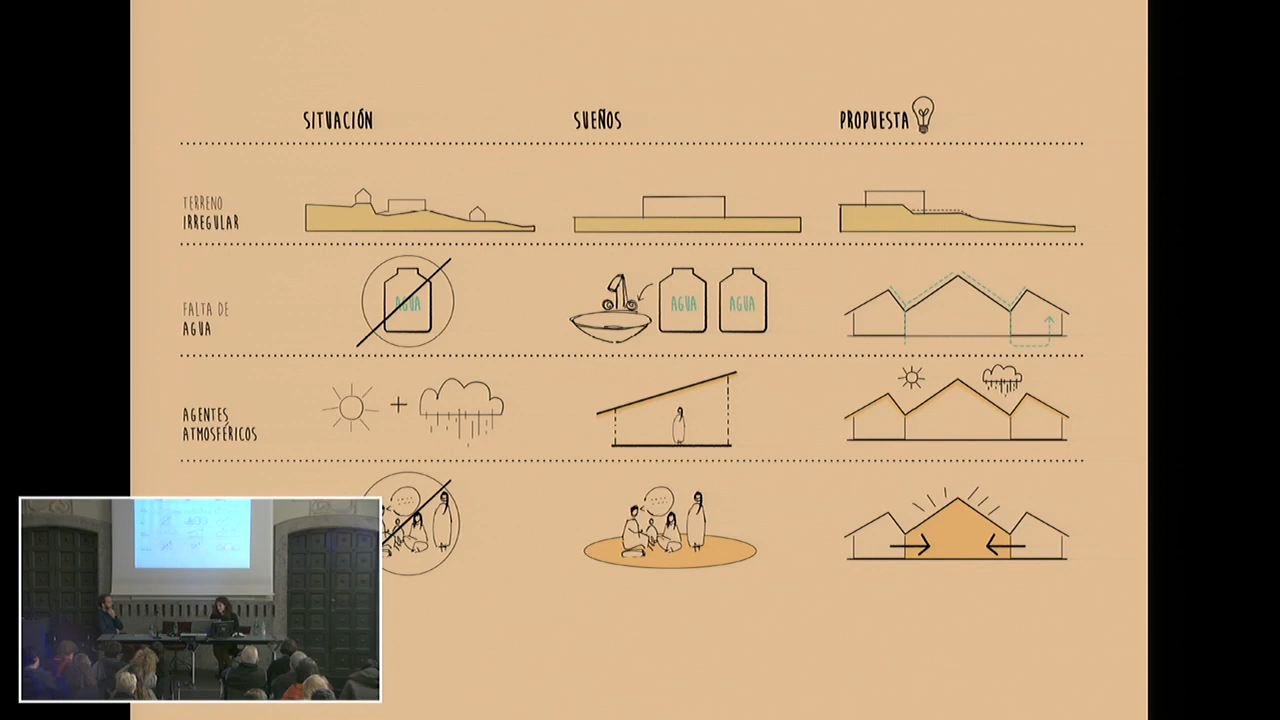 SITUACIÓN
SUEÑOS
PROPUESTA
TERRENO
IRREGULAR
FALTA DE
AGUA
AGUA
AGUA
AGUA
AGENTES
ATMOSFÉRICOS